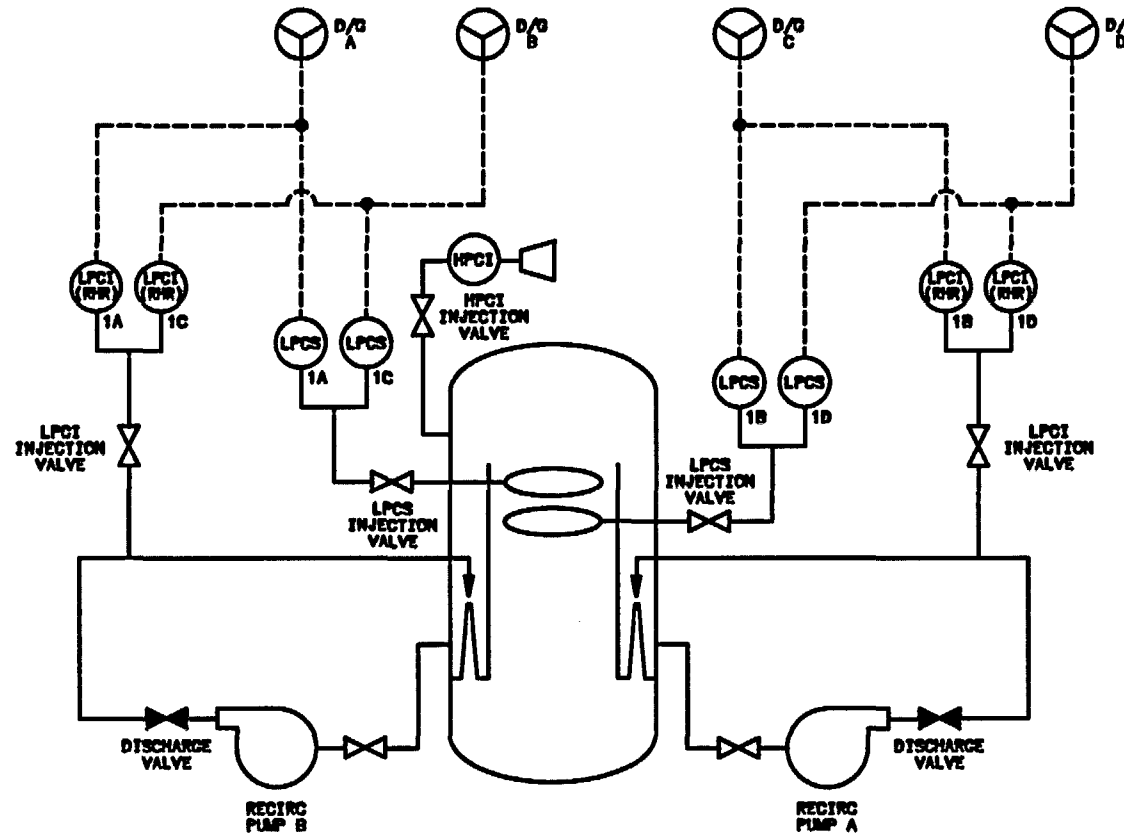 D/G
A
D/G
B
D/G
C
D/G
D
LPCI
(RHR)
1A
LPCI
(RHR)
1C
HPCI
HPCI
INJECTION
VALVE
LPCI
(RHR)
1B
LPCI
(RHR)
1D
LPCS
1A
LPCS
1C
LPCS
1B
LPCS
1D
LPCI
INJECTION
VALVE
LPCS
INJECTION
VALVE
LPCS
INJECTION
VALVE
LPCI
INJECTION
VALVE
DISCHARGE
VALVE
DISCHARGE
VALVE
RECIRC
PUMP B
RECIRC
PUMP A